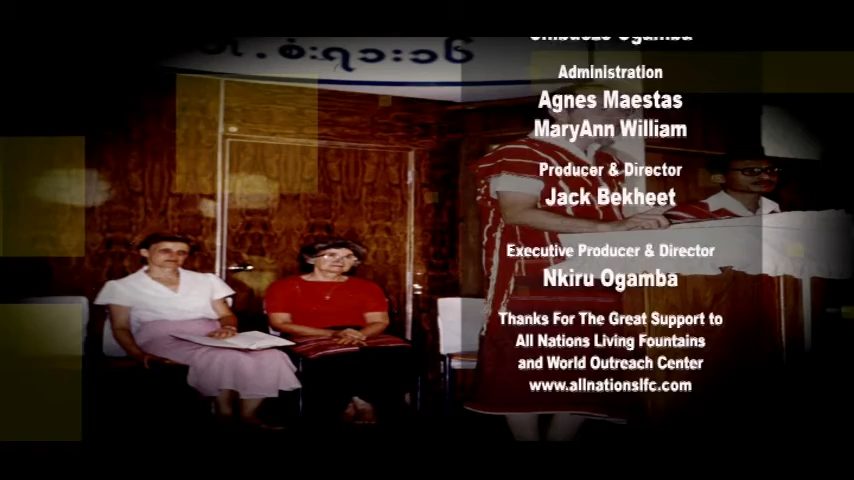 Administration
Agnes Maestas
MaryAnn William
Producer & Director
Jack Bekheet
Executive Producer & Director
Nkiru Ogamba
Thanks For The Great Support to
All Nations Living Fountains
and World Outreach Center
www.allnationslfc.com